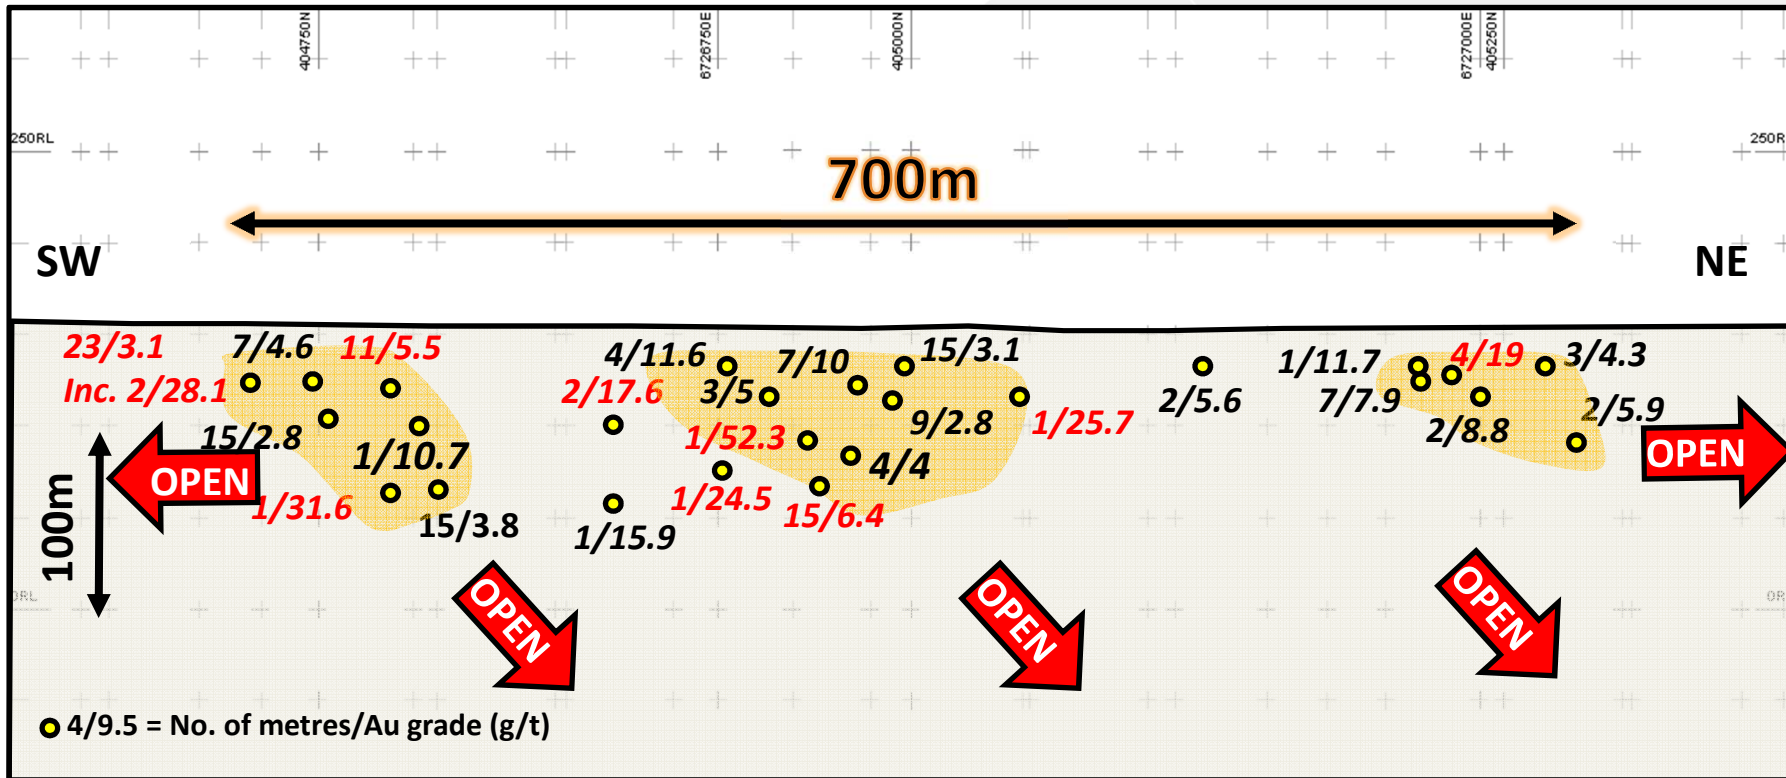 404750N
6726750E
405000N
6727000E
405250N
250RL
250R
700m
SW
NE
23/3.1
Inc. 2/28.1
7/4.6
11/5.5
15/2.8
1/10.7
1/31.6
15/3.8
4/11.6
7/10
15/3.1
3/5
2/17.6
9/2.8
1/25.7
1/52.3
4/4
1/24.5
15/6.4
1/15.9
2/5.6
1/11.7
4/19
3/4.3
7/7.9
2/8.8
2/5.9
OPEN
OPEN
100m
0RL
0R
OPEN
OPEN
OPEN
4/9.5 = No. of metres/Au grade (g/t)